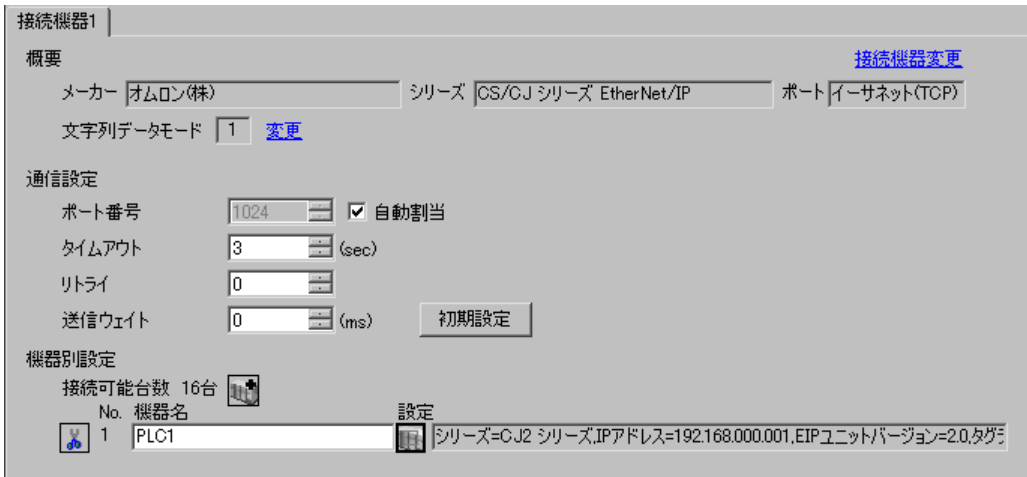 接続機器1
概要 接続機器変更
メーカー オムロン(株) シリーズ CS/CJ シリーズ EtherNet/IP ポート イーサネット(TCP)
文字列データモード 1 変更
通信設定
ポート番号 1024 自動割当
タイムアウト 3 (sec)
リトライ 0
送信ウェイト 0 (ms) 初期設定
機器別設定
接続可能台数 16台
No. 機器名 設定
1 PLC1 シリーズ=CJ2 シリーズ,IPアドレス=192.168.000.001,EIPユニットバージョン=2.0,タグラ